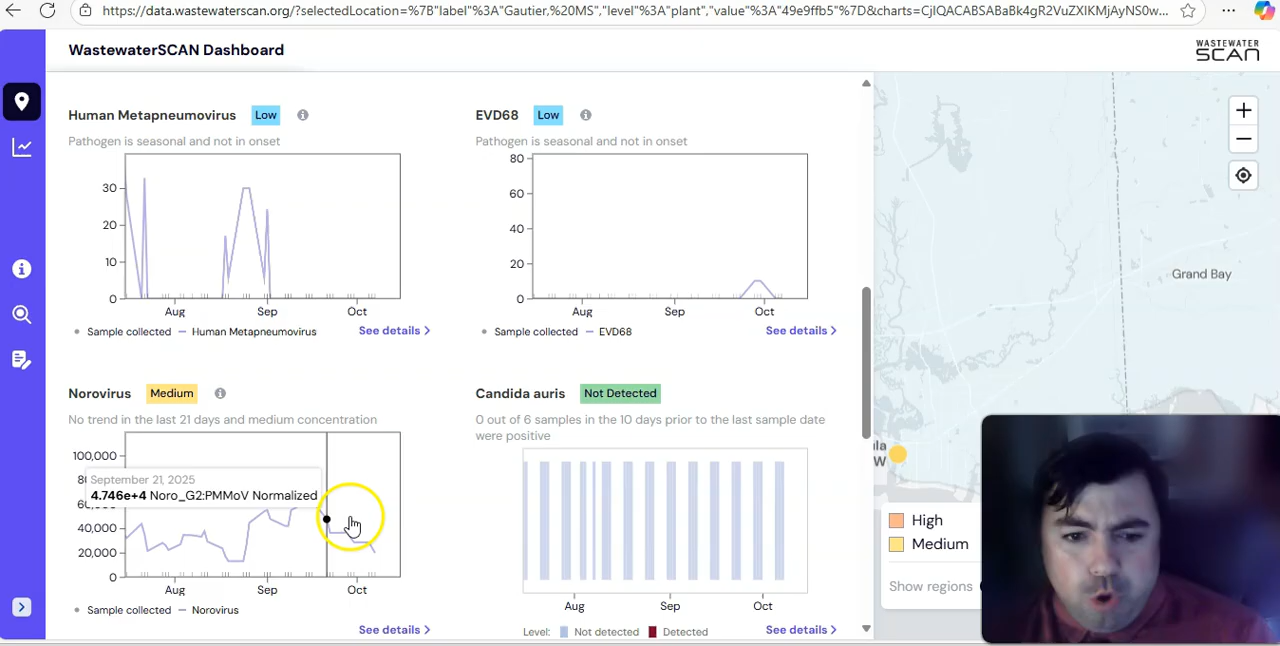 https://data.wastewaterscan.org/?selectedLocation=%7B"label"%3A"Gautier,%20MS","level"%3A"plant","value"%3A"49e9ffb5"%7D&charts=CjIQACABSABaBk4gR2VuZXIKMjAyNS0w...
WastewaterSCAN Dashboard
WASTEWATER
SCAN
Human Metapneumovirus Low
Pathogen is seasonal and not in onset
30
20
10
0
Aug Sep Oct
Sample collected Human Metapneumovirus See details >
EVD68 Low
Pathogen is seasonal and not in onset
80
60
40
20
0
Aug Sep Oct
Sample collected EVD68 See details >
Norovirus Medium
No trend in the last 21 days and medium concentration
100,000
September 21, 2025
4.746e+4 Noro_G2:PMMoV Normalized
40,000
20,000
0
Aug Sep Oct
Sample collected Norovirus
See details >
Candida auris Not Detected
0 out of 6 samples in the 10 days prior to the last sample date
were positive
Aug Sep Oct
Level: Not detected Detected See details >
Grand Bay
ula
W
High
Medium
Show regions